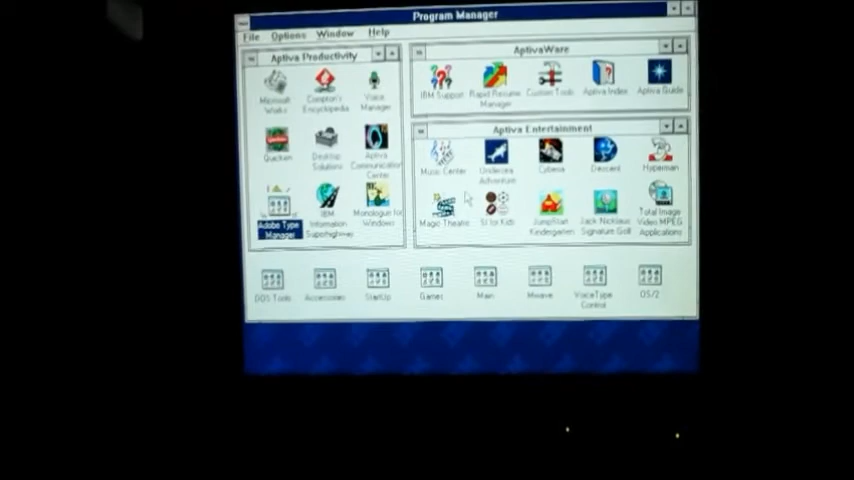 Program Manager
File Options Window Help
Aptiva Productivity
Microsoft Works
Compton's Encyclopedia
Voice Manager
Quicken
Desktop Solutions
Aptiva Communication Center
Adobe Type Manager
IBM Information Superhighway
Monologue for Windows
AptivaWare
IBM Support
Rapid Resume Manager
Custom Tools
Aptiva Index
Aptiva Guide
Aptiva Entertainment
Music Center
Undersea Adventure
Cyberia
Descent
Hyperman
Magic Theatre
SI for Kids
JumpStart Kindergarten
Jack Nicklaus Signature Golf
Total Image Video MPEG Applications
DOS Tools
Accessories
StartUp
Games
Main
Mwave
VoiceType Control
OS/2